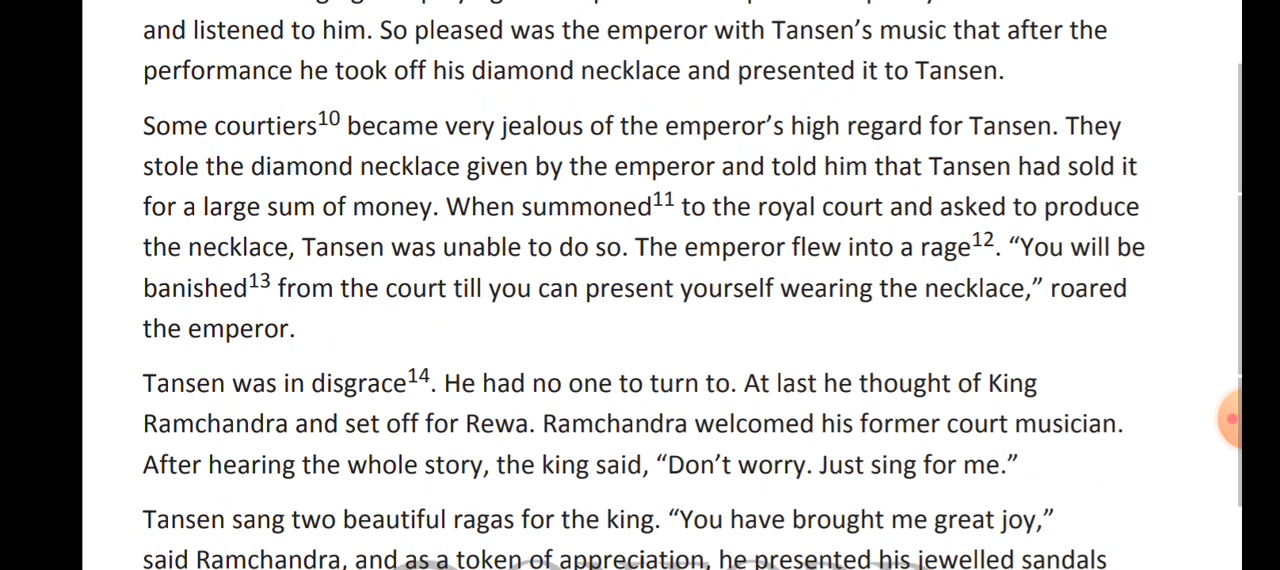 and listened to him. So pleased was the emperor with Tansen’s music that after the
performance he took off his diamond necklace and presented it to Tansen.
Some courtiers¹⁰ became very jealous of the emperor’s high regard for Tansen. They
stole the diamond necklace given by the emperor and told him that Tansen had sold it
for a large sum of money. When summoned¹¹ to the royal court and asked to produce
the necklace, Tansen was unable to do so. The emperor flew into a rage¹². “You will be
banished¹³ from the court till you can present yourself wearing the necklace,” roared
the emperor.
Tansen was in disgrace¹⁴. He had no one to turn to. At last he thought of King
Ramchandra and set off for Rewa. Ramchandra welcomed his former court musician.
After hearing the whole story, the king said, “Don’t worry. Just sing for me.”
Tansen sang two beautiful ragas for the king. “You have brought me great joy,”
said Ramchandra, and as a token of appreciation, he presented his jewelled sandals